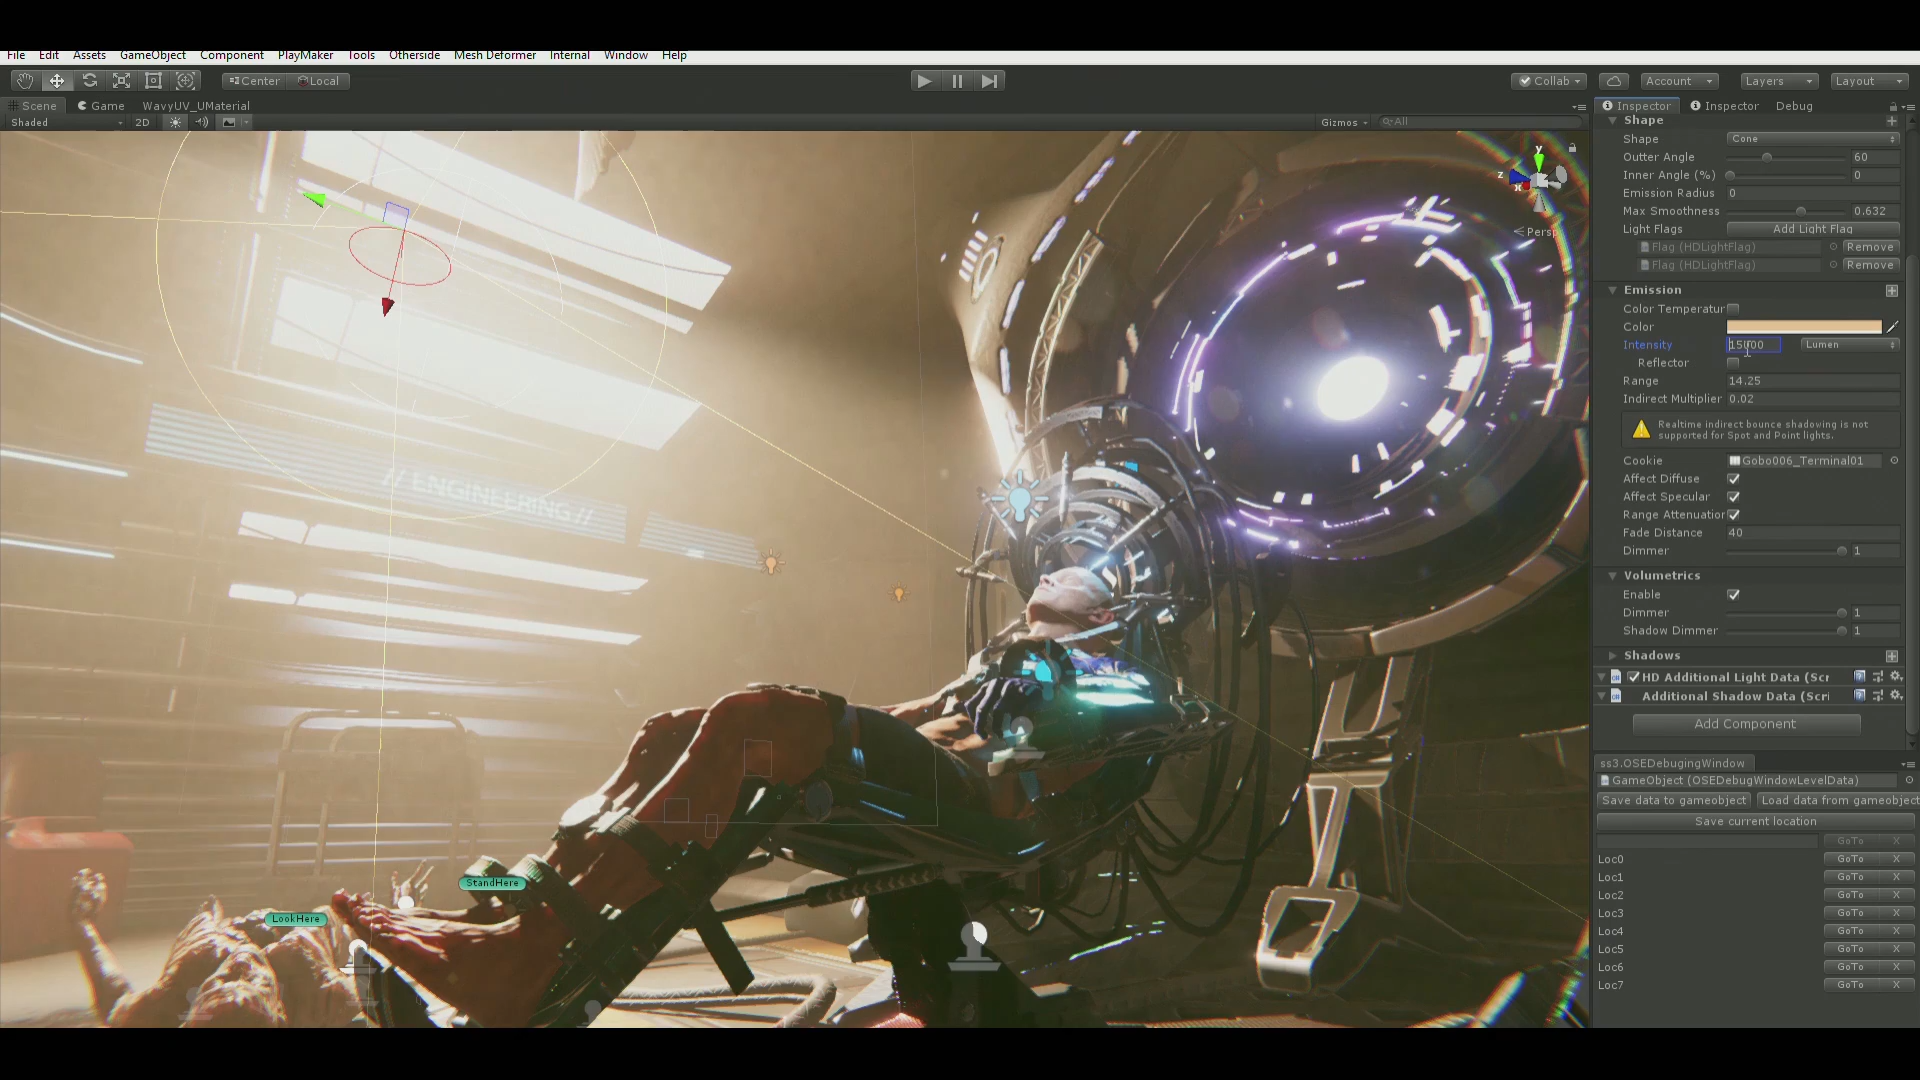 File Edit Assets GameObject Component PlayMaker Tools Otherside Mesh Deformer Internal Window Help
Center Local
Collab Account Layers Layout
Scene Game WavyUV_UMaterial
Inspector Inspector Debug
Shaded 2D Gizmos All
Shape
Shape Cone
Outter Angle 60
Inner Angle (%) 0
Emission Radius 0
Max Smoothness 0.632
Light Flags Add Light Flag
Flag (HDLightFlag) Remove
Flag (HDLightFlag) Remove
y
z
x
Persp
Emission
Color Temperatur
Color
Intensity Lumen
Reflector
Range 14.25
Indirect Multiplier 0.02
Realtime indirect bounce shadowing is not
supported for Spot and Point lights.
Cookie Gobo006_Terminal01
Affect Diffuse
Affect Specular
Range Attenuation
Fade Distance 40
Dimmer 1
Volumetrics
Enable
Dimmer 1
Shadow Dimmer 1
Shadows
HD Additional Light Data (Scr
Additional Shadow Data (Scri
Add Component
// ENGINEERING //
StandHere
LookHere
ss3.OSEDebugingWindow
GameObject (OSEDebugWindowLevelData)
Save data to gameobject Load data from gameobject
Save current location
GoTo X
Loc0 GoTo X
Loc1 GoTo X
Loc2 GoTo X
Loc3 GoTo X
Loc4 GoTo X
Loc5 GoTo X
Loc6 GoTo X
Loc7 GoTo X